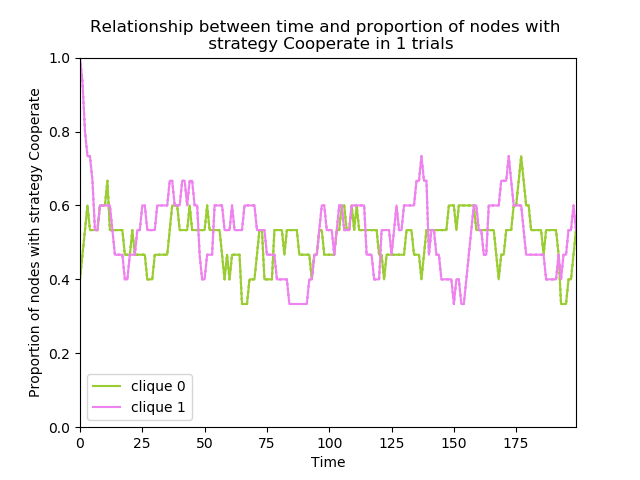 Relationship between time and proportion of nodes with
strategy Cooperate in 1 trials
Proportion of nodes with strategy Cooperate
1.0
0.8
0.6
0.4
0.2
0.0
clique 0
clique 1
0 25 50 75 100 125 150 175
Time